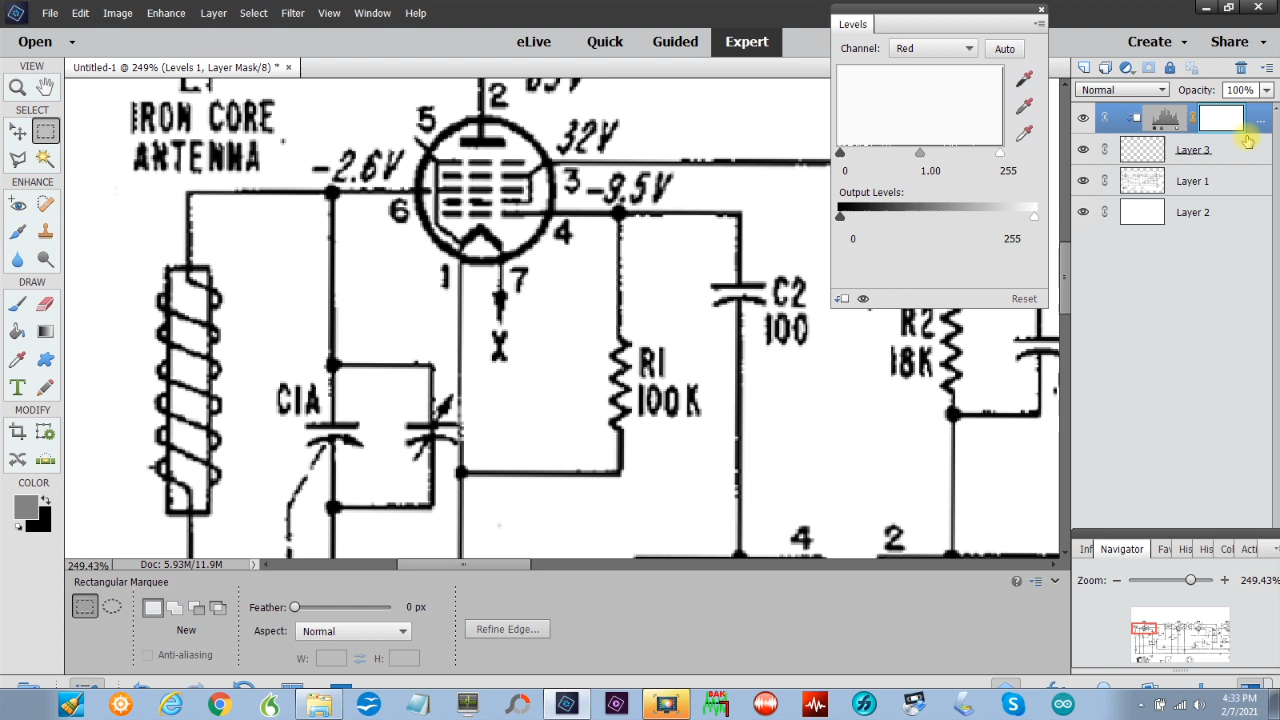 File Edit Image Enhance Layer Select Filter View Window Help
Open eLive Quick Guided Expert Create Share
Levels
Channel: Red Auto
0 1.00 255
Output Levels:
0 255
Reset
Normal Opacity: 100%
Layer 3
Layer 1
Layer 2
VIEW
SELECT
ENHANCE
DRAW
MODIFY
COLOR
Untitled-1 @ 249% (Levels 1, Layer Mask/8) *
IRON CORE
ANTENNA
-2.6V
5
2
32V
3
-9.5V
6
4
1
7
X
C1A
R1
100K
C2
100
R2
18K
4
2
249.43% Doc: 5.93M/11.9M
Rectangular Marquee
New
Anti-aliasing
Feather: 0 px
Aspect: Normal
W: H:
Refine Edge...
Navigator
Zoom: 249.43%
DAK
4:33 PM
2/7/2021